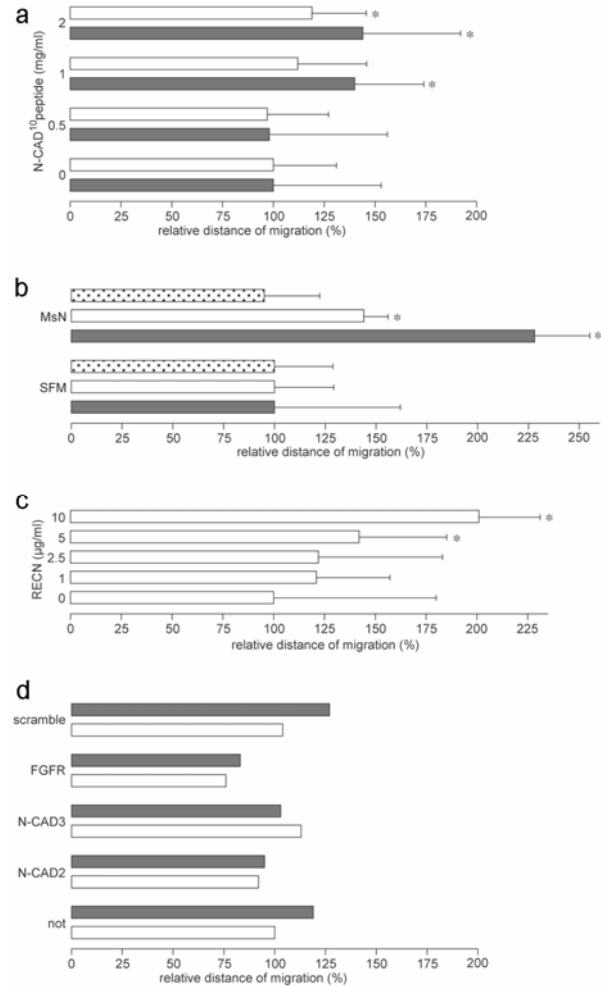 a
N-CAD10peptide (mg/ml)
2
*
*
1
*
0.5
0
0 25 50 75 100 125 150 175 200
relative distance of migration (%)
b
MsN
*
*
SFM
0 25 50 75 100 125 150 175 200 225 250
relative distance of migration (%)
c
RECN (µg/ml)
10
*
5
*
2.5
1
0
0 25 50 75 100 125 150 175 200 225
relative distance of migration (%)
d
scramble
FGFR
N-CAD3
N-CAD2
not
0 25 50 75 100 125 150 175 200
relative distance of migration (%)